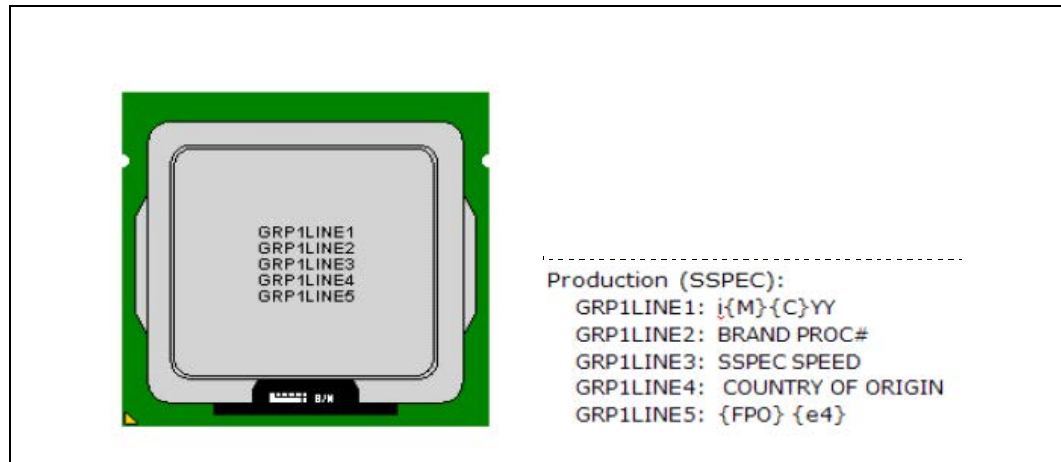 GRP1LINE1
GRP1LINE2
GRP1LINE3
GRP1LINE4
GRP1LINE5
S/N
Production (SSPEC):
GRP1LINE1: i{M}{C}YY
GRP1LINE2: BRAND PROC#
GRP1LINE3: SSPEC SPEED
GRP1LINE4: COUNTRY OF ORIGIN
GRP1LINE5: {FPO} {e4}